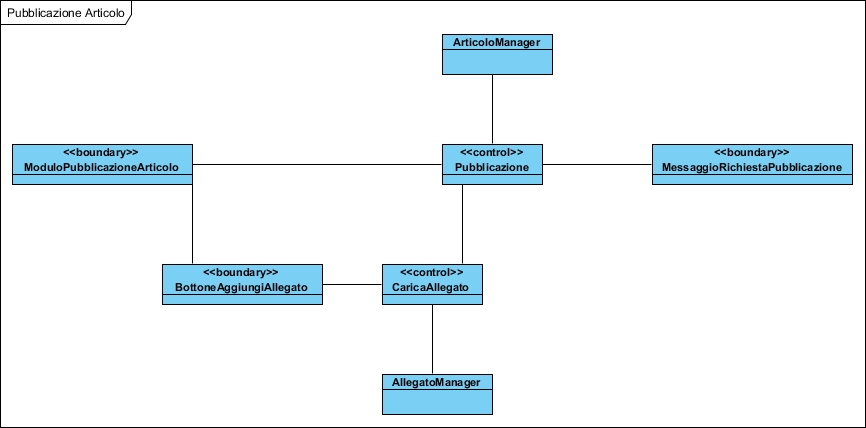 Pubblicazione Articolo
ArticoloManager
<<boundary>>
ModuloPubblicazioneArticolo
<<control>>
Pubblicazione
<<boundary>>
MessaggioRichiestaPubblicazione
<<boundary>>
BottoneAggiungiAllegato
<<control>>
CaricaAllegato
AllegatoManager